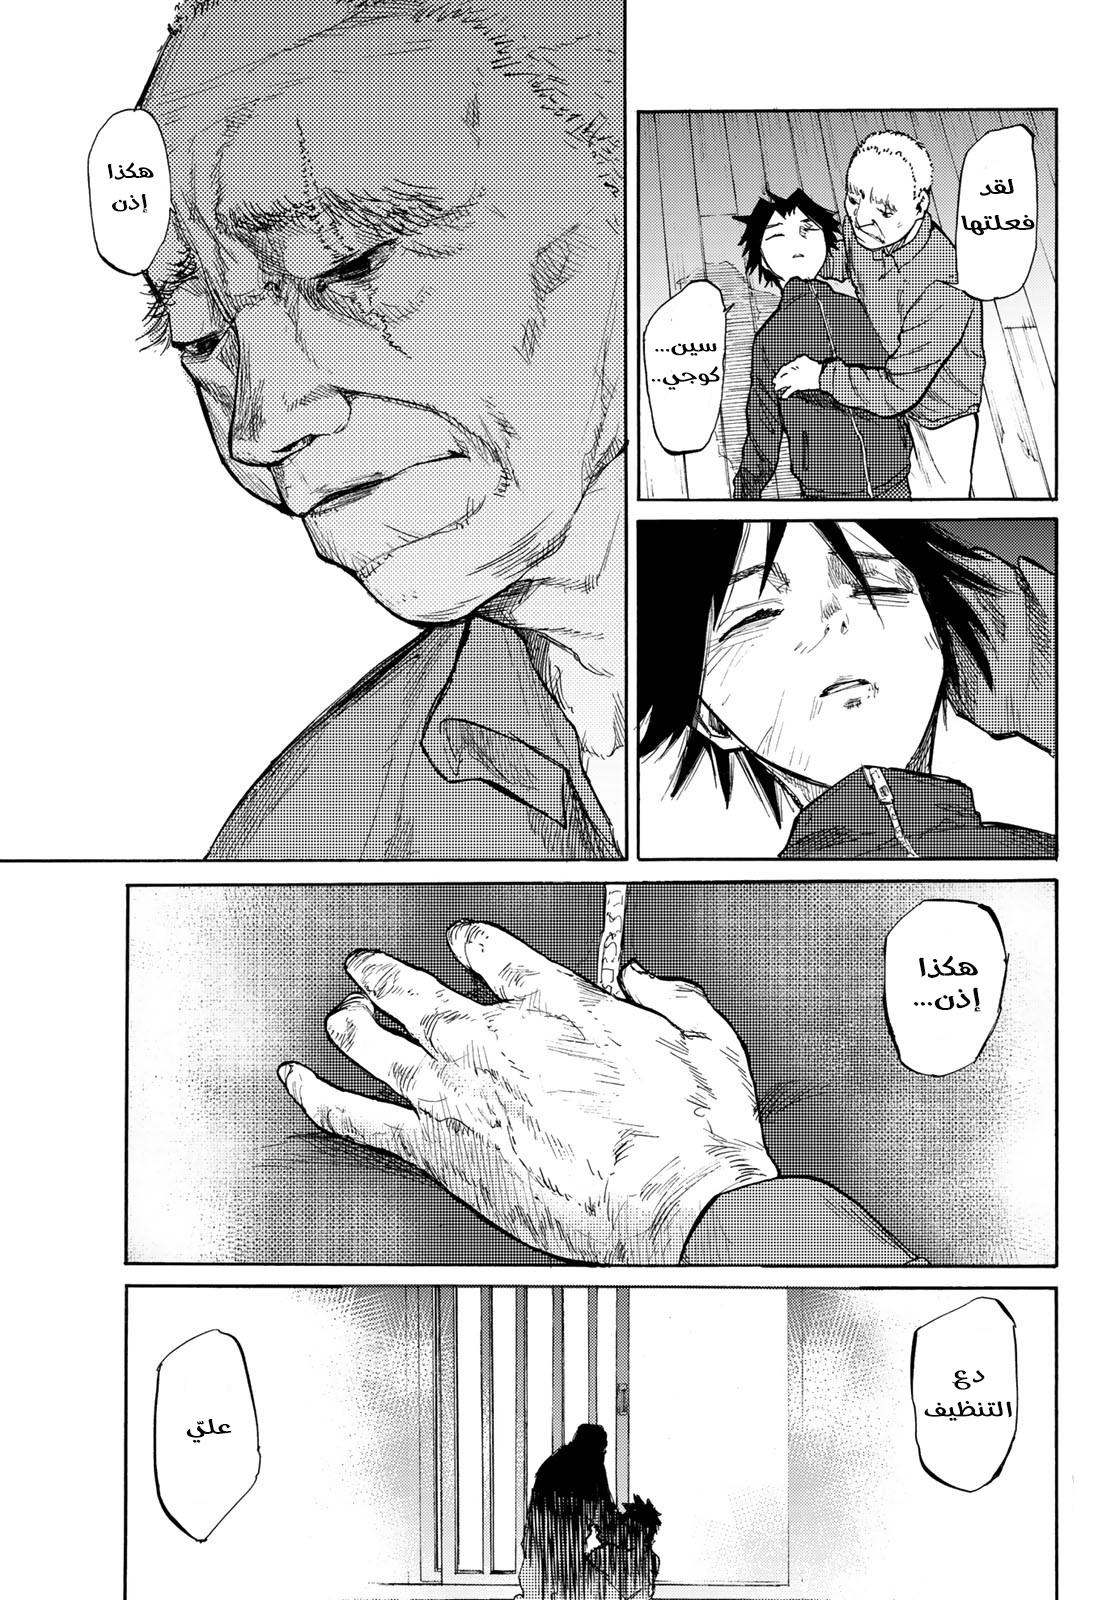 لقد
فعلتها
سين...
كوجي..
هكذا
إذن
هكذا
إذن...
دع
التنظيف
عليّ